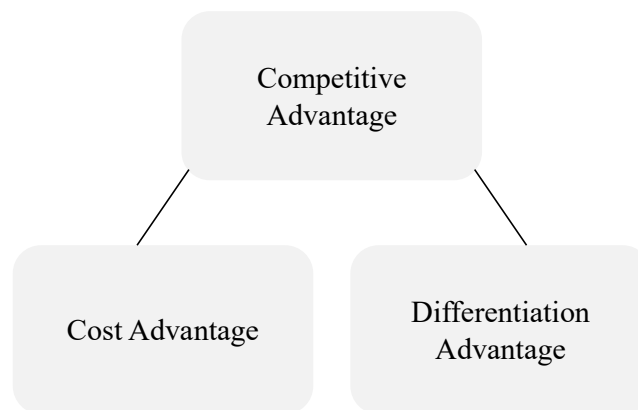 Competitive
Advantage
Cost Advantage
Differentiation
Advantage